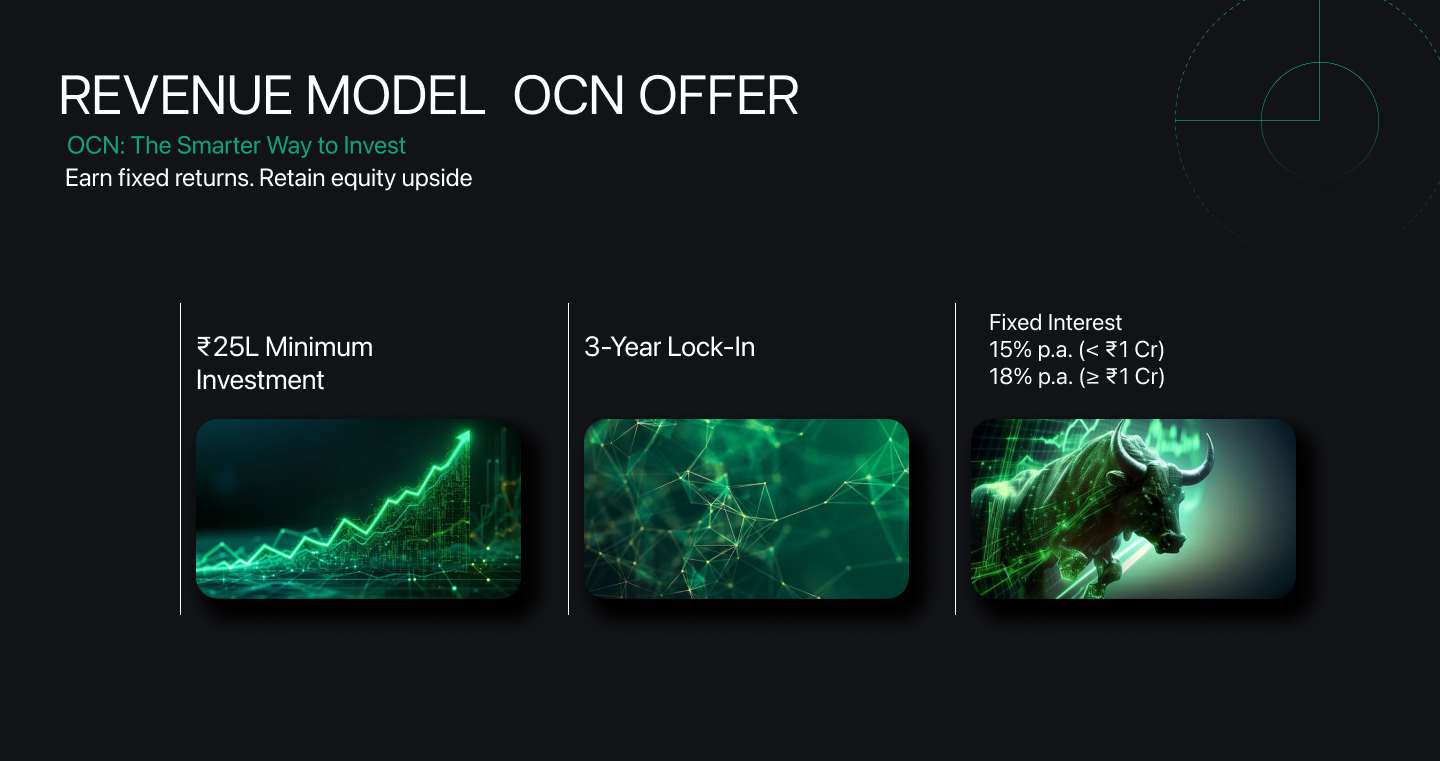 REVENUE MODEL OCN OFFER
OCN: The Smarter Way to Invest
Earn fixed returns. Retain equity upside
₹25L Minimum
Investment
3-Year Lock-In
Fixed Interest
15% p.a. (< ₹1 Cr)
18% p.a. (≥ ₹1 Cr)